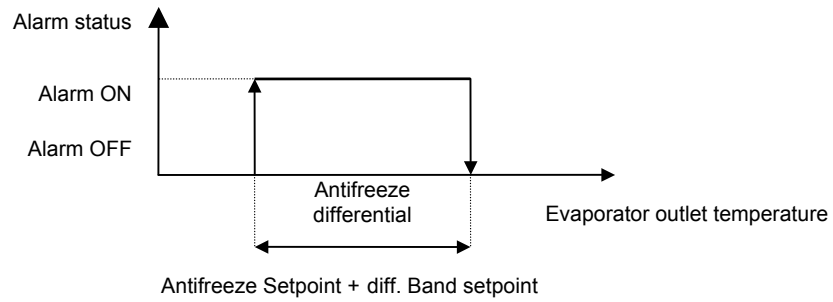 Alarm status
Alarm ON
Alarm OFF
Antifreeze
differential
Evaporator outlet temperature
Antifreeze Setpoint + diff. Band setpoint